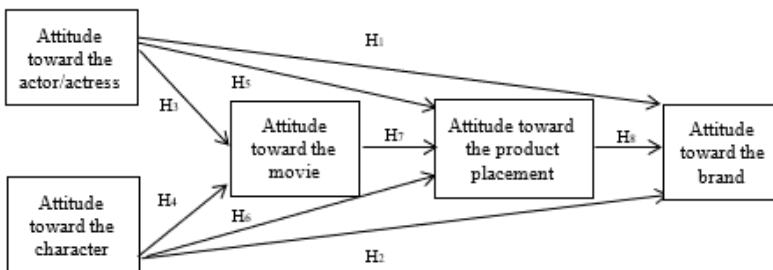 Attitude
toward the
actor/actress
H1
H5
H3
Attitude
toward the
movie
H7
Attitude toward
the product
placement
H8
Attitude
toward the
brand
H4
H6
Attitude
toward the
character
H2